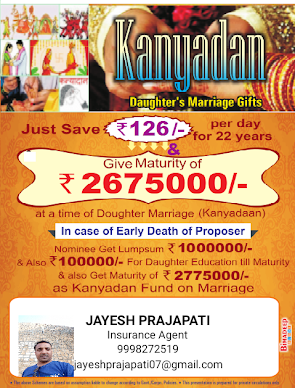 कन्यादान
Kanyadan
Daughter's Marriage Gifts
Just Save ₹126/- per day
for 22 years
&
Give Maturity of
₹ 2675000/-
at a time of Doughter Marriage (Kanyadaan)
In case of Early Death of Proposer
Nominee Get Lumpsum ₹ 1000000/-
& Also ₹100000/- For Daughter Education till Maturity
& also Get Maturity of ₹ 2775000/-
as Kanyadan Fund on Marriage
JAYESH PRAJAPATI
Insurance Agent
9998272519
jayeshprajapati07@gmail.com
BIMADEEP